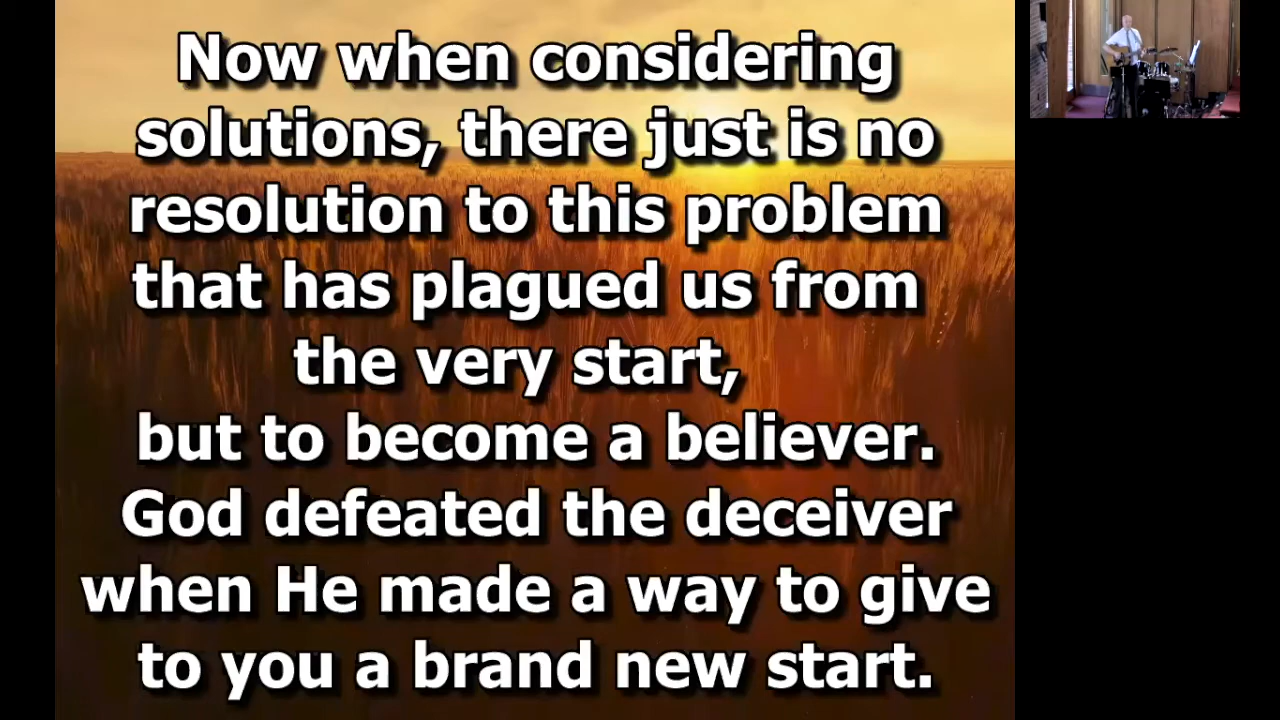 Now when considering
solutions, there just is no
resolution to this problem
that has plagued us from
the very start,
but to become a believer.
God defeated the deceiver
when He made a way to give
to you a brand new start.